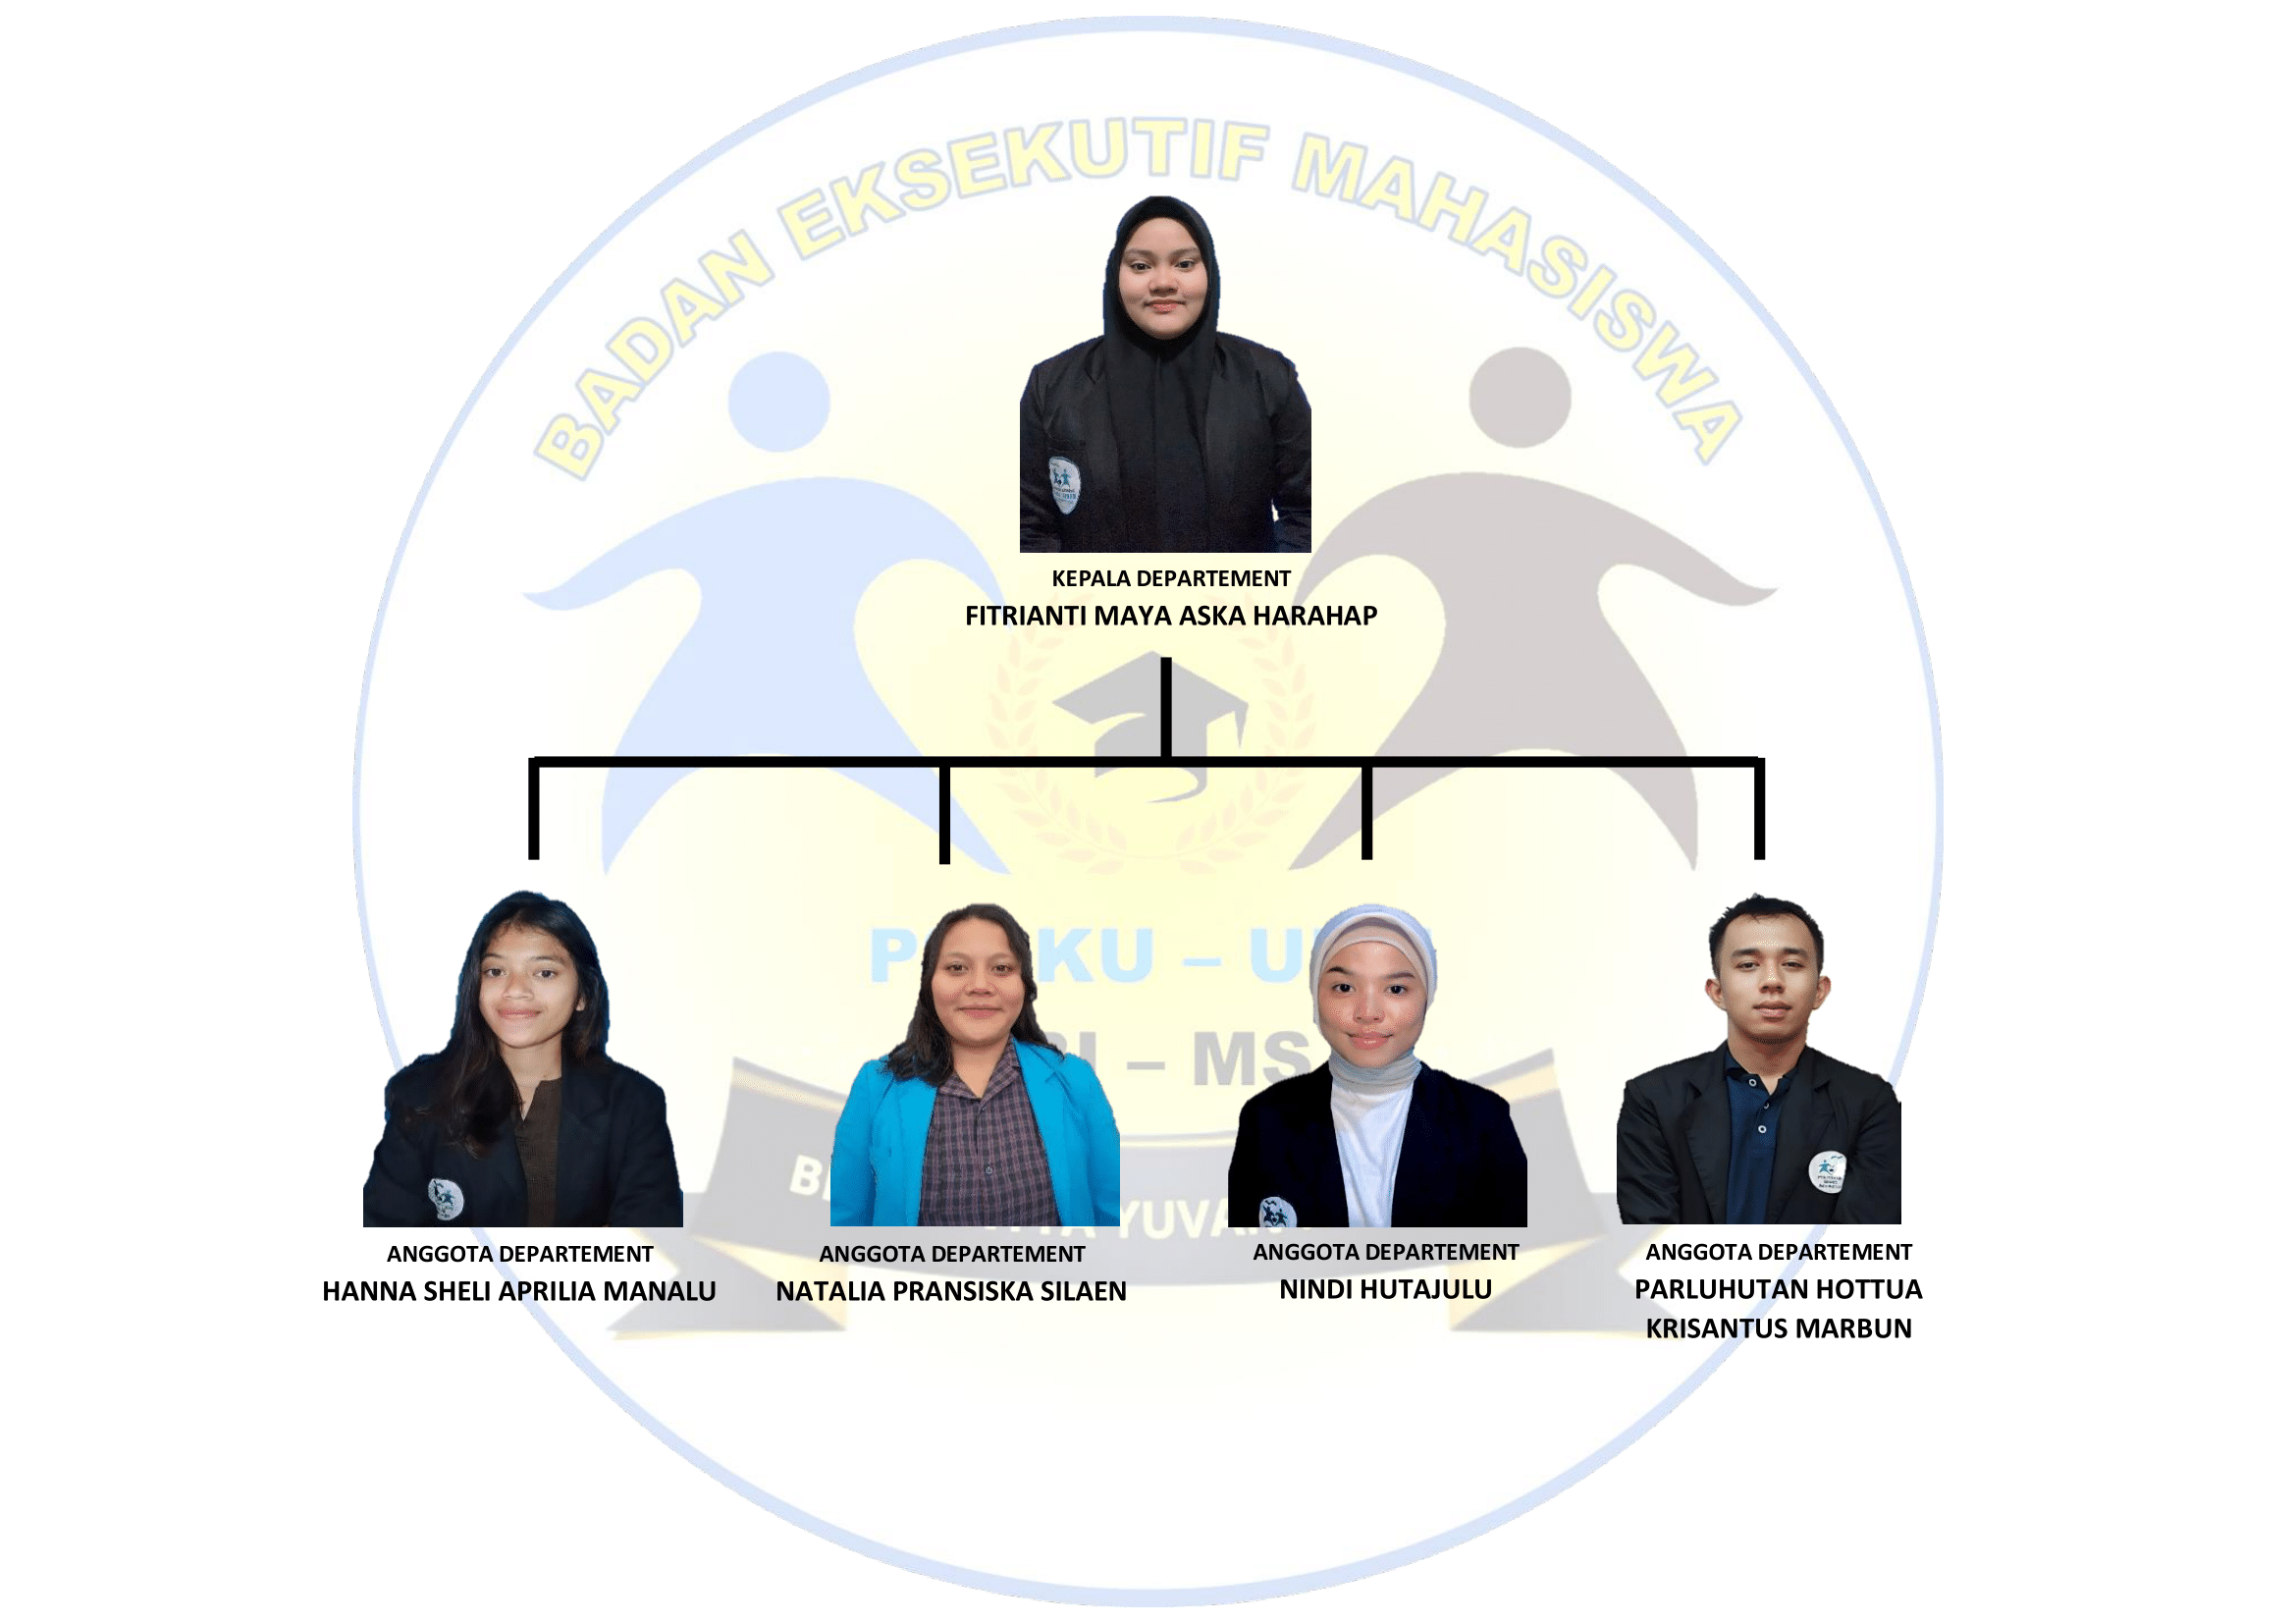 BADAN EKSEKUTIF MAHASISWA
KEPALA DEPARTEMENT
FITRIANTI MAYA ASKA HARAHAP
ANGGOTA DEPARTEMENT
HANNA SHELI APRILIA MANALU
ANGGOTA DEPARTEMENT
NATALIA PRANSISKA SILAEN
ANGGOTA DEPARTEMENT
NINDI HUTAJULU
ANGGOTA DEPARTEMENT
PARLUHUTAN HOTTUA
KRISANTUS MARBUN